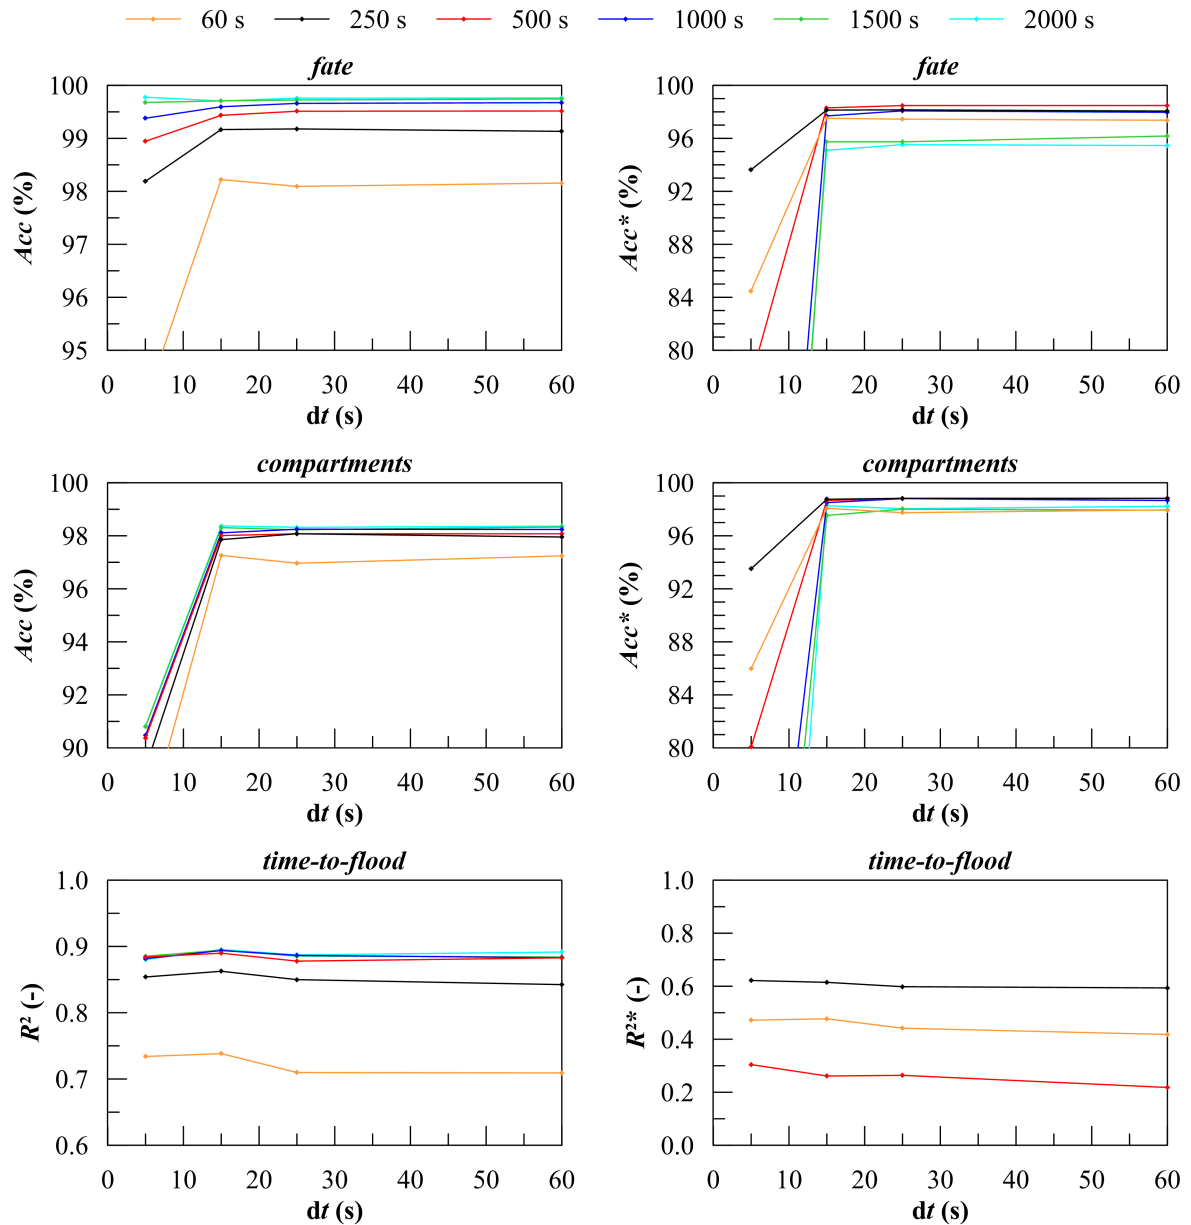 60 s 250 s 500 s 1000 s 1500 s 2000 s
fate
100
99
98
97
96
95
Acc (%)
0 10 20 30 40 50 60
dt (s)
fate
100
96
92
88
84
80
Acc* (%)
0 10 20 30 40 50 60
dt (s)
compartments
100
98
96
94
92
90
Acc (%)
0 10 20 30 40 50 60
dt (s)
compartments
100
96
92
88
84
80
Acc* (%)
0 10 20 30 40 50 60
dt (s)
time-to-flood
1.0
0.9
0.8
0.7
0.6
R² (-)
0 10 20 30 40 50 60
dt (s)
time-to-flood
1.0
0.8
0.6
0.4
0.2
0.0
R²* (-)
0 10 20 30 40 50 60
dt (s)